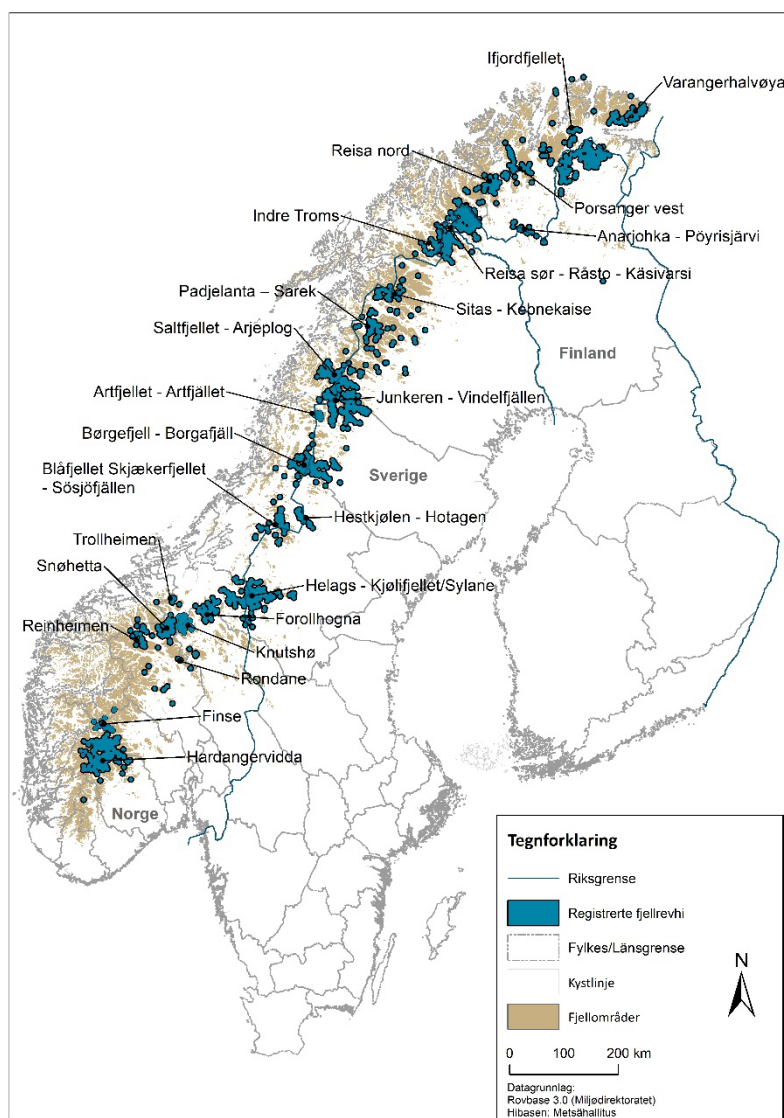 Ifjordfjellet
Varangerhalvøya
Reisa nord
Porsanger vest
Indre Troms
Anarjohka - Pöyrisjärvi
Reisa sør - Råsto - Käsivarsi
Padjelanta – Sarek
Sitas - Kebnekaise
Saltfjellet - Arjeplog
Finland
Artfjellet - Artfjället
Junkeren - Vindelfjällen
Børgefjell - Borgafjäll
Sverige
Blåfjellet Skjækerfjellet
- Sösjöfjällen
Hestkjølen - Hotagen
Trollheimen
Snøhetta
Helags - Kjølifjellet/Sylane
Reinheimen
Forollhogna
Knutshø
Rondane
Finse
Hardangervidda
Norge
Tegnforklaring
Riksgrense
Registrerte fjellrevhi
Fylkes/Länsgrense
Kystlinje
Fjellområder
N
0 100 200 km
Datagrunnlag:
Rovbase 3.0 (Miljødirektoratet)
Hibasen: Metsähallitus